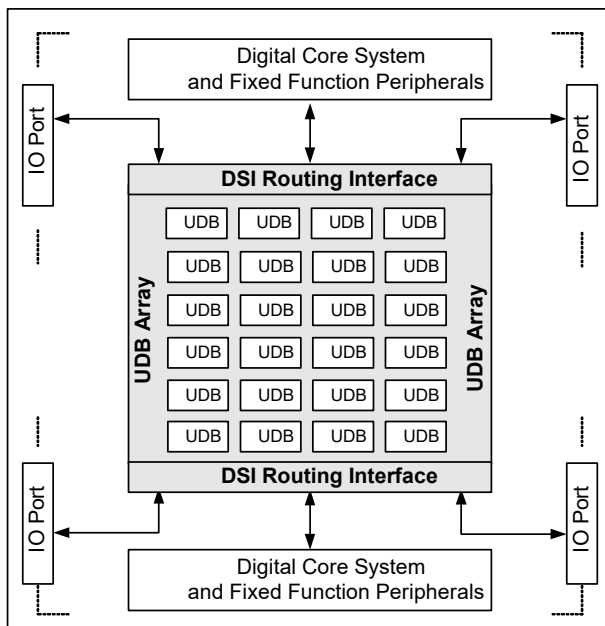 Digital Core System
and Fixed Function Peripherals
IO Port
IO Port
DSI Routing Interface
UDB UDB UDB UDB
UDB UDB UDB UDB
UDB UDB UDB UDB
UDB UDB UDB UDB
UDB UDB UDB UDB
UDB UDB UDB UDB
UDB Array
UDB Array
DSI Routing Interface
IO Port
IO Port
Digital Core System
and Fixed Function Peripherals